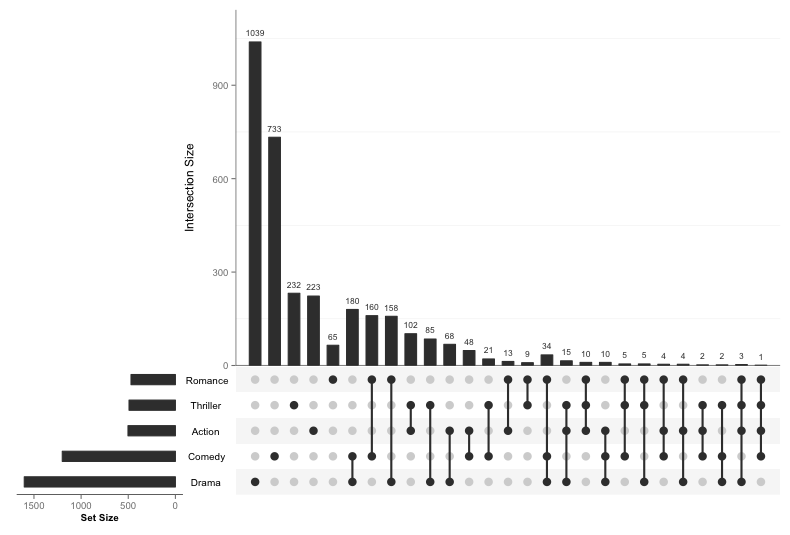 1039
733
232 223
65
180 160 158
102 85 68 48 21 13 9 34 15 10 10 5 5 4 4 2 2 3 1
900
600
300
0
Intersection Size
Romance
Thriller
Action
Comedy
Drama
1500 1000 500 0
Set Size